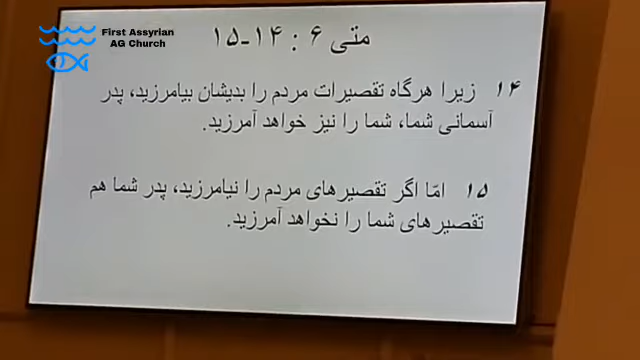 First Assyrian
AG Church
متی ۶ : ۱۴-۱۵
۱۴ زیرا هرگاه تقصیرات مردم را بدیشان بیامرزید، پدر
آسمانی شما، شما را نیز خواهد آمرزید.
۱۵ امّا اگر تقصیرهای مردم را نیامرزید، پدر شما هم
تقصیرهای شما را نخواهد آمرزید.